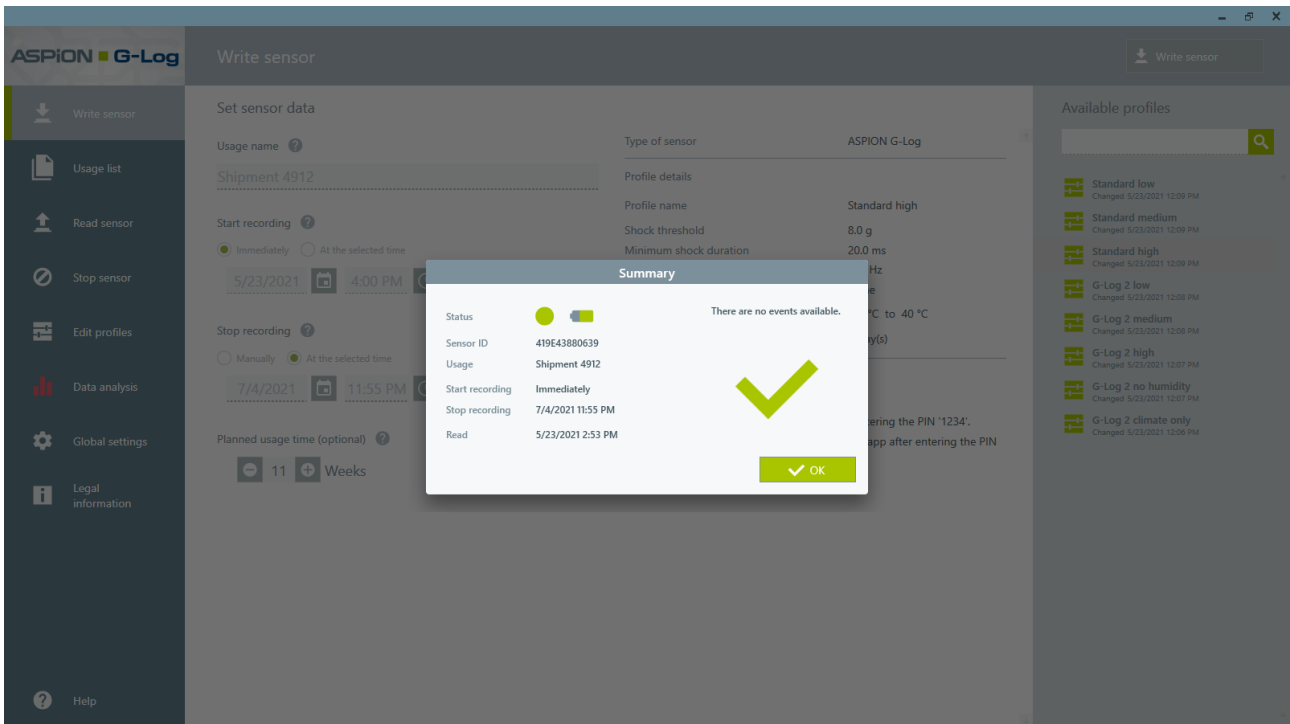 ASPiON G-Log
Write sensor
Write sensor
Write sensor
Usage list
Read sensor
Stop sensor
Edit profiles
Data analysis
Global settings
Legal
information
Help
Set sensor data
Usage name
Shipment 4912
Start recording
Immediately At the selected time
5/23/2021 4:00 PM
Stop recording
Manually At the selected time
7/4/2021 11:55 PM
Planned usage time (optional)
11 Weeks
Type of sensor ASPION G-Log
Profile details
Profile name Standard high
Shock threshold 8.0 g
Minimum shock duration 20.0 ms
Hz
°C to 40 °C
tering the PIN '1234'.
app after entering the PIN
Summary
Status
There are no events available.
Sensor ID 419E43880639
Usage Shipment 4912
Start recording Immediately
Stop recording 7/4/2021 11:55 PM
Read 5/23/2021 2:53 PM
OK
Available profiles
Standard low
Changed 5/23/2021 12:09 PM
Standard medium
Changed 5/23/2021 12:09 PM
Standard high
Changed 5/23/2021 12:09 PM
G-Log 2 low
Changed 5/23/2021 12:08 PM
G-Log 2 medium
Changed 5/23/2021 12:08 PM
G-Log 2 high
Changed 5/23/2021 12:07 PM
G-Log 2 no humidity
Changed 5/23/2021 12:07 PM
G-Log 2 climate only
Changed 5/23/2021 12:06 PM